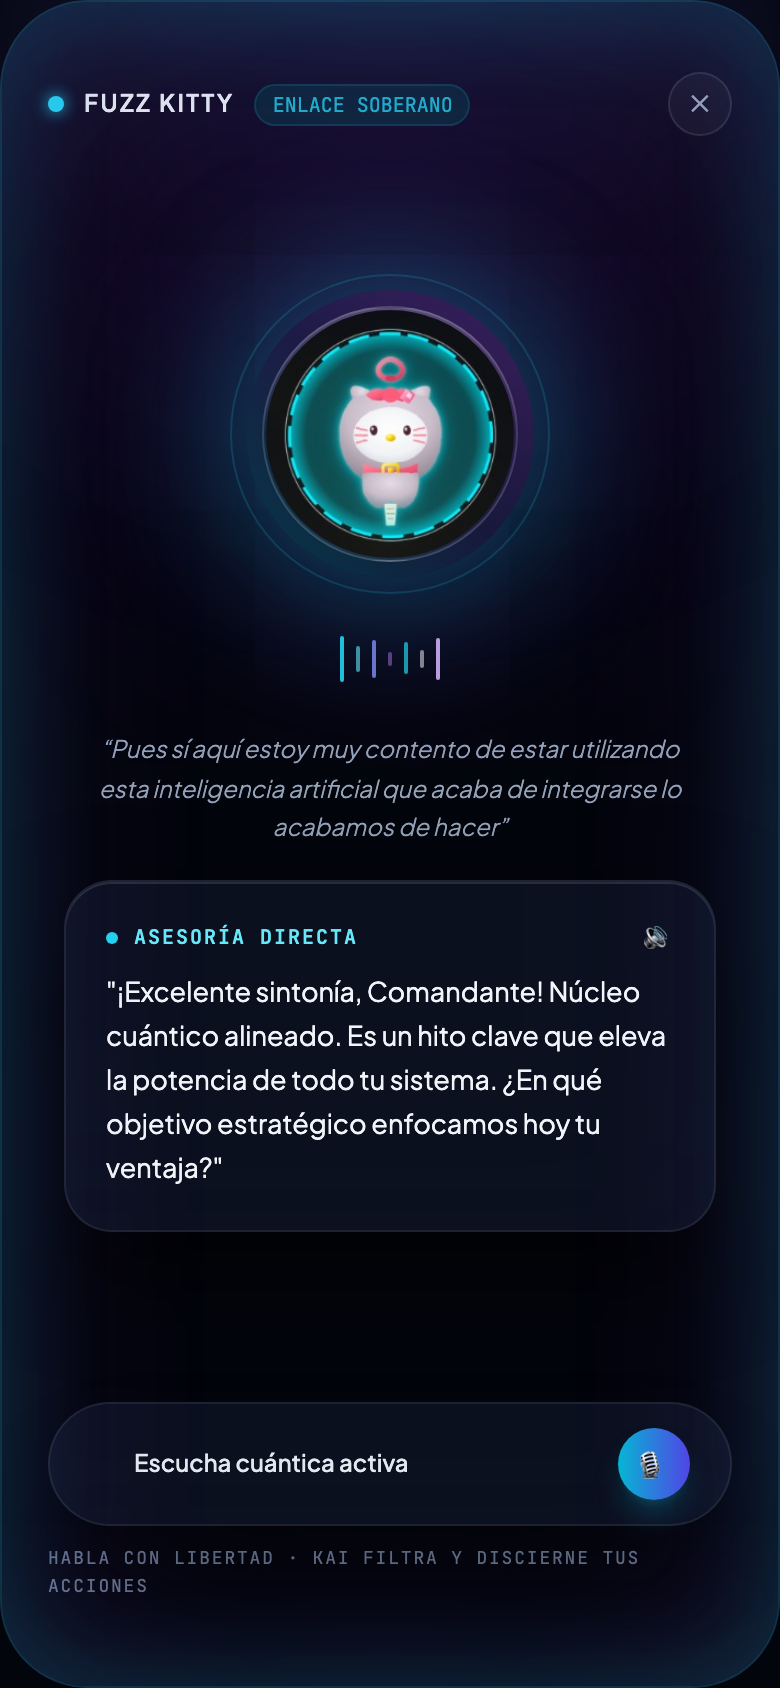 FUZZ KITTY
ENLACE SOBERANO
“Pues sí aquí estoy muy contento de estar utilizando
esta inteligencia artificial que acaba de integrarse lo
acabamos de hacer”
ASESORÍA DIRECTA
"¡Excelente sintonía, Comandante! Núcleo
cuántico alineado. Es un hito clave que eleva
la potencia de todo tu sistema. ¿En qué
objetivo estratégico enfocamos hoy tu
ventaja?"
Escucha cuántica activa
HABLA CON LIBERTAD · KAI FILTRA Y DISCIERNE TUS
ACCIONES